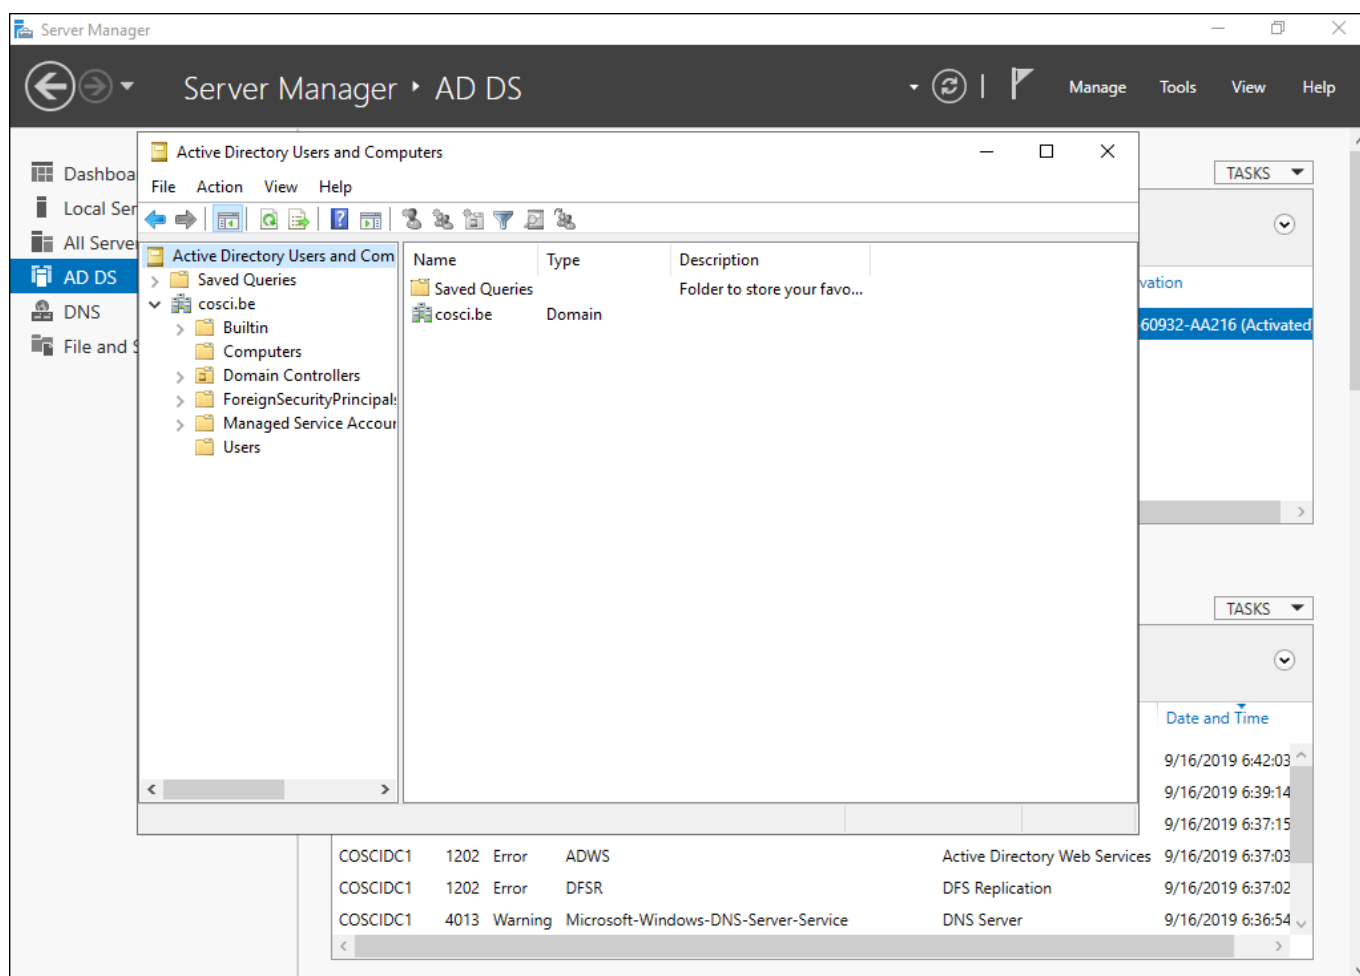 Server Manager
Server Manager ‣ AD DS
Manage Tools View Help
Dashboa
Local Ser
All Server
AD DS
DNS
File and S
Active Directory Users and Computers
File Action View Help
Active Directory Users and Com
Saved Queries
cosci.be
Builtin
Computers
Domain Controllers
ForeignSecurityPrincipals
Managed Service Accoun
Users
Name Type Description
Saved Queries Folder to store your favo...
cosci.be Domain
TASKS
vation
60932-AA216 (Activated
TASKS
Date and Time
9/16/2019 6:42:03
9/16/2019 6:39:14
9/16/2019 6:37:15
COSCIDC1 1202 Error ADWS Active Directory Web Services 9/16/2019 6:37:03
COSCIDC1 1202 Error DFSR DFS Replication 9/16/2019 6:37:02
COSCIDC1 4013 Warning Microsoft-Windows-DNS-Server-Service DNS Server 9/16/2019 6:36:54